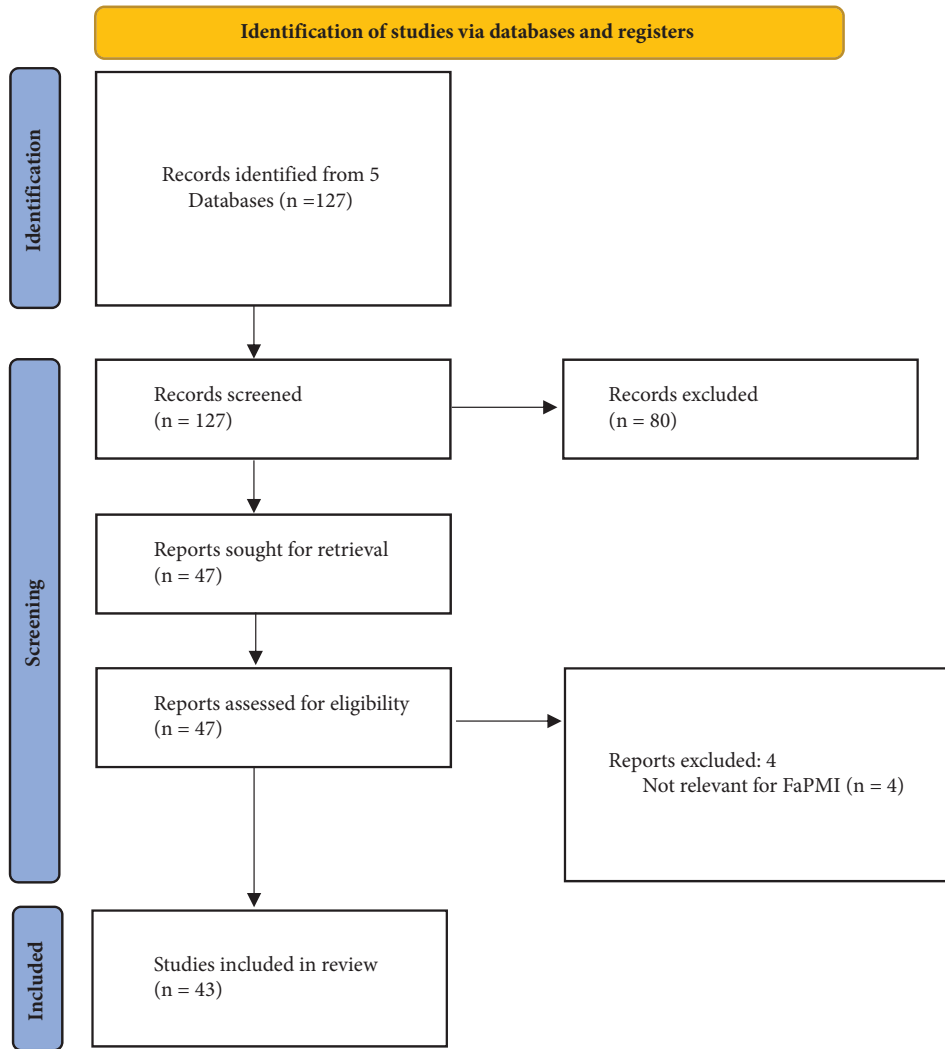 Identification of studies via databases and registers
Identification
Records identified from 5
Databases (n =127)
Screening
Records screened
(n = 127)
Records excluded
(n = 80)
Reports sought for retrieval
(n = 47)
Reports assessed for eligibility
(n = 47)
Reports excluded: 4
Not relevant for FaPMI (n = 4)
Included
Studies included in review
(n = 43)